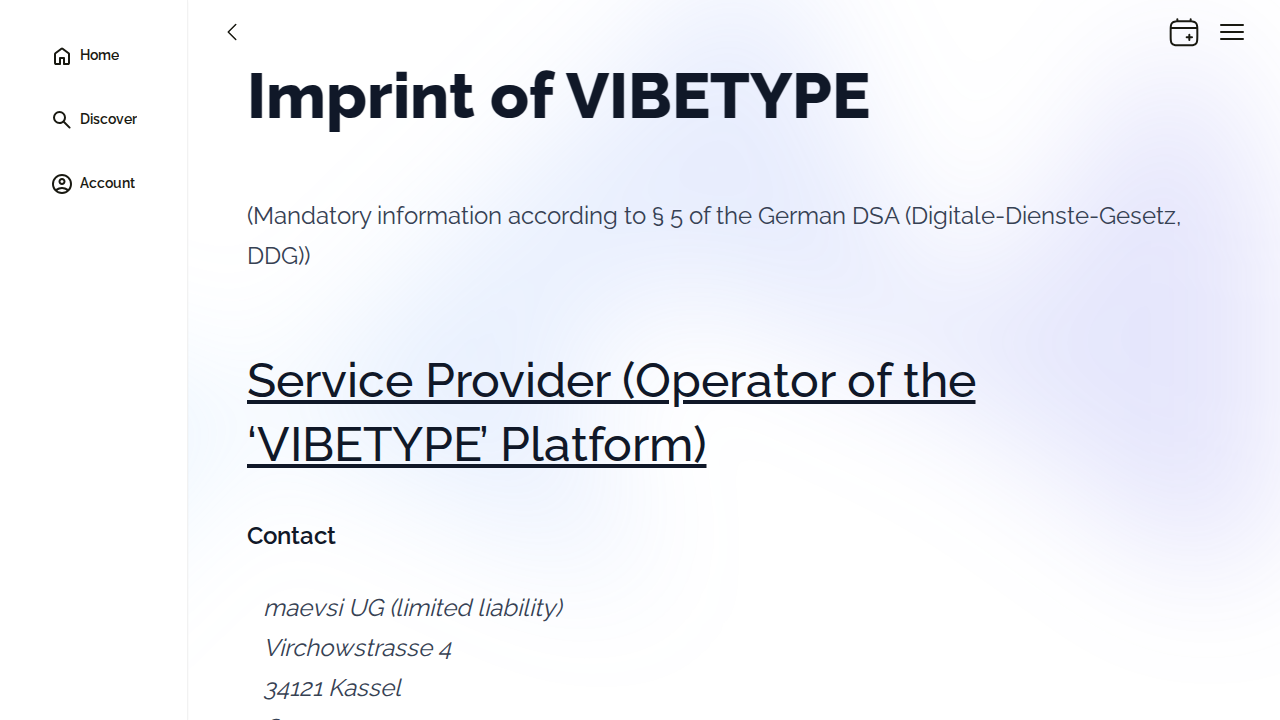 Home
Discover
Account
Imprint of VIBETYPE
(Mandatory information according to § 5 of the German DSA (Digitale-Dienste-Gesetz,
DDG))
Service Provider (Operator of the
‘VIBETYPE’ Platform)
Contact
maevsi UG (limited liability)
Virchowstrasse 4
34121 Kassel